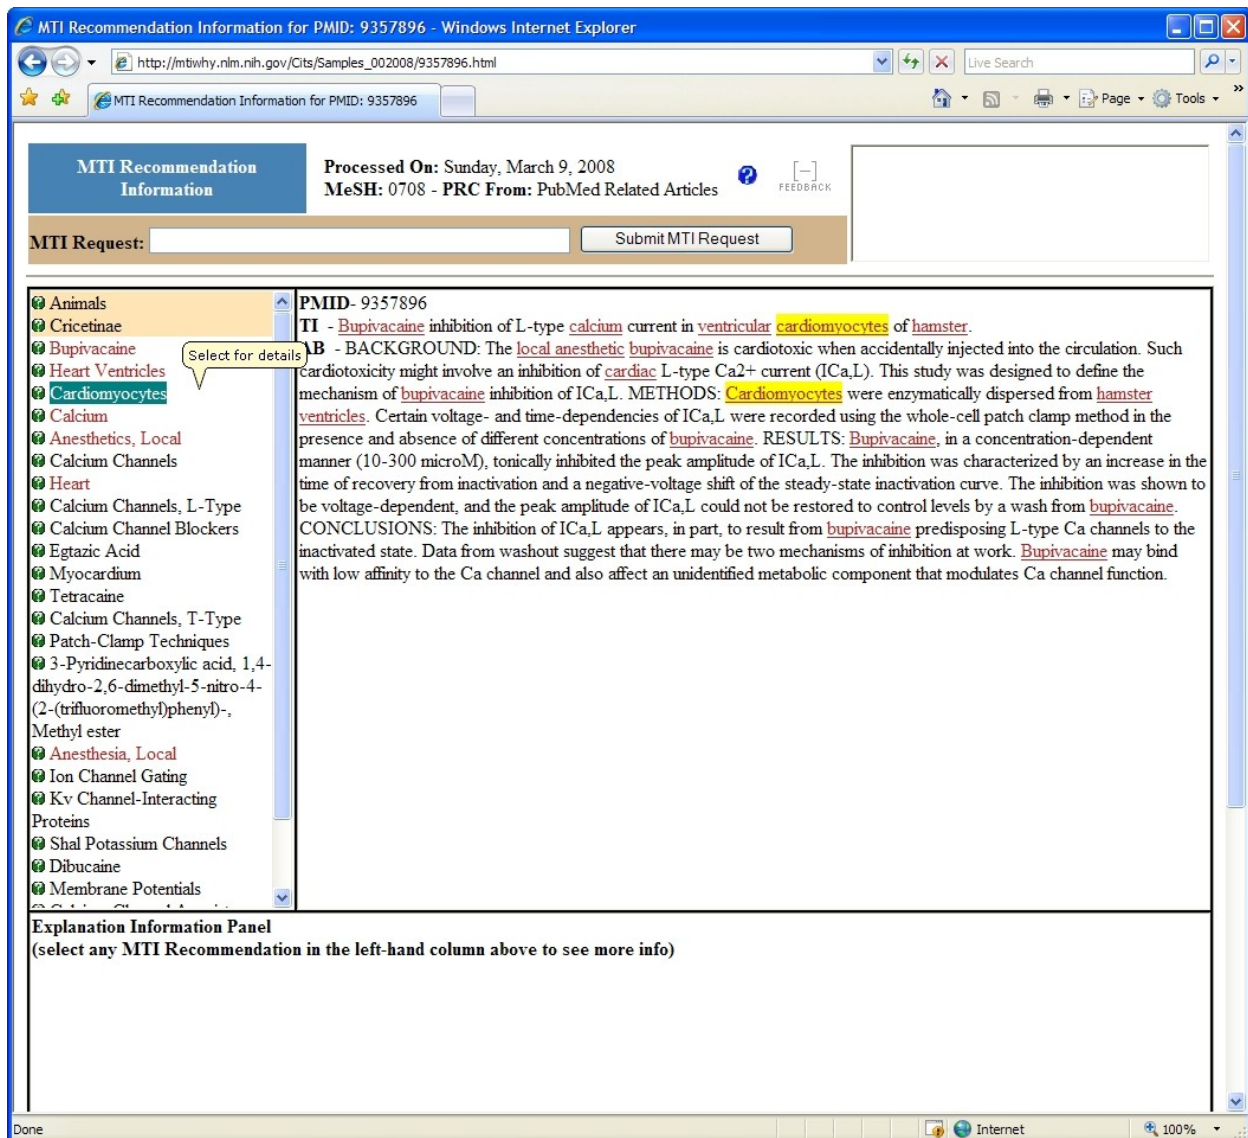 MTI Recommendation Information for PMID: 9357896 - Windows Internet Explorer
http://mtiwhy.nlm.nih.gov/Cits/Samples_002008/9357896.html
Live Search
MTI Recommendation Information for PMID: 9357896
Page
Tools
»
MTI Recommendation
Information
Processed On: Sunday, March 9, 2008
MeSH: 0708 - PRC From: PubMed Related Articles
[–]
FEEDBACK
MTI Request:
Submit MTI Request
Animals
Cricetinae
Bupivacaine
Select for details
Heart Ventricles
Cardiomyocytes
Calcium
Anesthetics, Local
Calcium Channels
Heart
Calcium Channels, L-Type
Calcium Channel Blockers
Egtazic Acid
Myocardium
Tetracaine
Calcium Channels, T-Type
Patch-Clamp Techniques
3-Pyridinecarboxylic acid, 1,4-
dihydro-2,6-dimethyl-5-nitro-4-
(2-(trifluoromethyl)phenyl)-,
Methyl ester
Anesthesia, Local
Ion Channel Gating
Kv Channel-Interacting
Proteins
Shal Potassium Channels
Dibucaine
Membrane Potentials
PMID- 9357896
TI - Bupivacaine inhibition of L-type calcium current in ventricular cardiomyocytes of hamster.
AB - BACKGROUND: The local anesthetic bupivacaine is cardiotoxic when accidentally injected into the circulation. Such
cardiotoxicity might involve an inhibition of cardiac L-type Ca2+ current (ICa,L). This study was designed to define the
mechanism of bupivacaine inhibition of ICa,L. METHODS: Cardiomyocytes were enzymatically dispersed from hamster
ventricles. Certain voltage- and time-dependencies of ICa,L were recorded using the whole-cell patch clamp method in the
presence and absence of different concentrations of bupivacaine. RESULTS: Bupivacaine, in a concentration-dependent
manner (10-300 microM), tonically inhibited the peak amplitude of ICa,L. The inhibition was characterized by an increase in the
time of recovery from inactivation and a negative-voltage shift of the steady-state inactivation curve. The inhibition was shown to
be voltage-dependent, and the peak amplitude of ICa,L could not be restored to control levels by a wash from bupivacaine.
CONCLUSIONS: The inhibition of ICa,L appears, in part, to result from bupivacaine predisposing L-type Ca channels to the
inactivated state. Data from washout suggest that there may be two mechanisms of inhibition at work. Bupivacaine may bind
with low affinity to the Ca channel and also affect an unidentified metabolic component that modulates Ca channel function.
Explanation Information Panel
(select any MTI Recommendation in the left-hand column above to see more info)
Done
Internet
100%